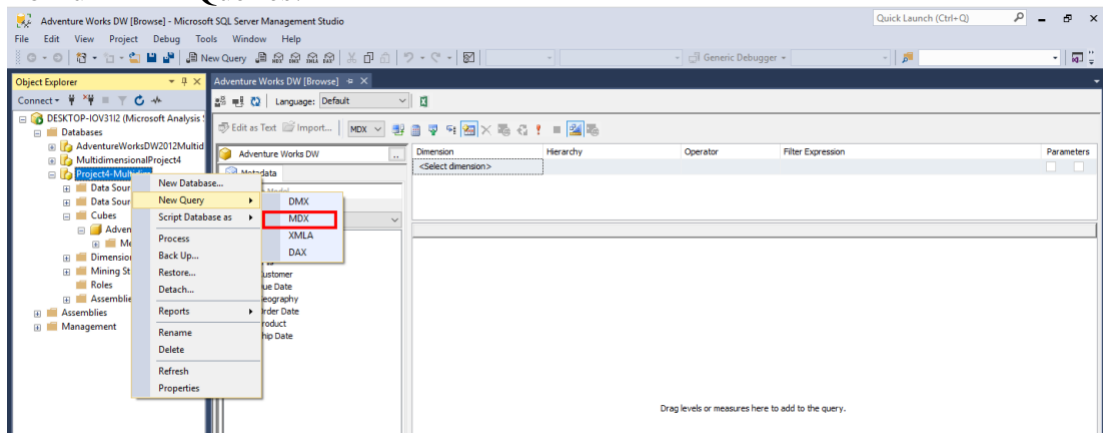 Adventure Works DW [Browse] - Microsoft SQL Server Management Studio
Quick Launch (Ctrl+Q)
File Edit View Project Debug Tools Window Help
New Query
Generic Debugger
Object Explorer
Adventure Works DW [Browse]
Connect
Language: Default
DESKTOP-IOV31I2 (Microsoft Analysis
Edit as Text Import... MDX
Databases
AdventureWorksDW2012Multid
Adventure Works DW
..
Dimension Hierarchy Operator Filter Expression Parameters
MultidimensionalProject4
<Select dimension>
Project4-Multidim
Metadata
Data Sour
Data Sour
Cubes
Adven
Me
Dimension
Mining St
Roles
Assemblie
Assemblies
Management
New Database...
New Query
Script Database as
Process
Back Up...
Restore...
Detach...
Reports
Rename
Delete
Refresh
Properties
DMX
MDX
XMLA
DAX
ustomer
ue Date
eography
rder Date
roduct
hip Date
Drag levels or measures here to add to the query.